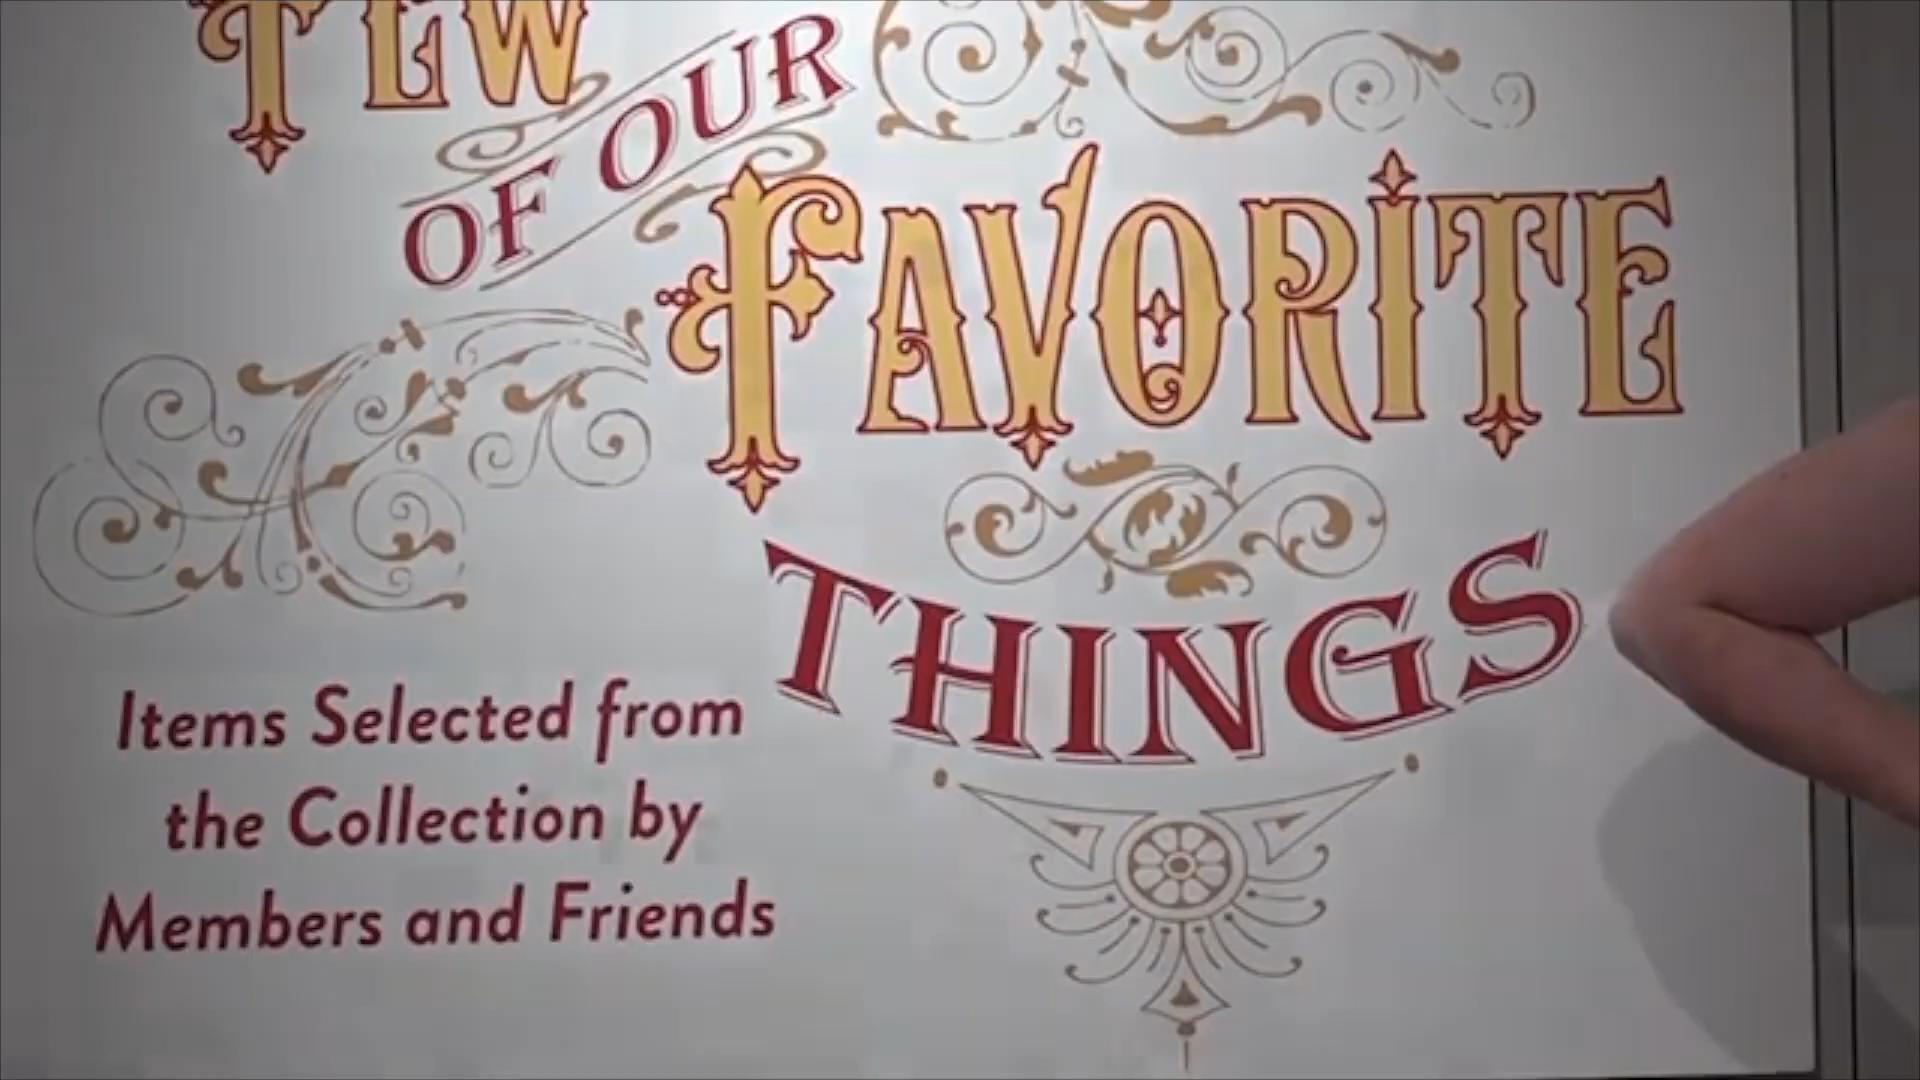 FEW
OF OUR
FAVORITE
THINGS
Items Selected from
the Collection by
Members and Friends